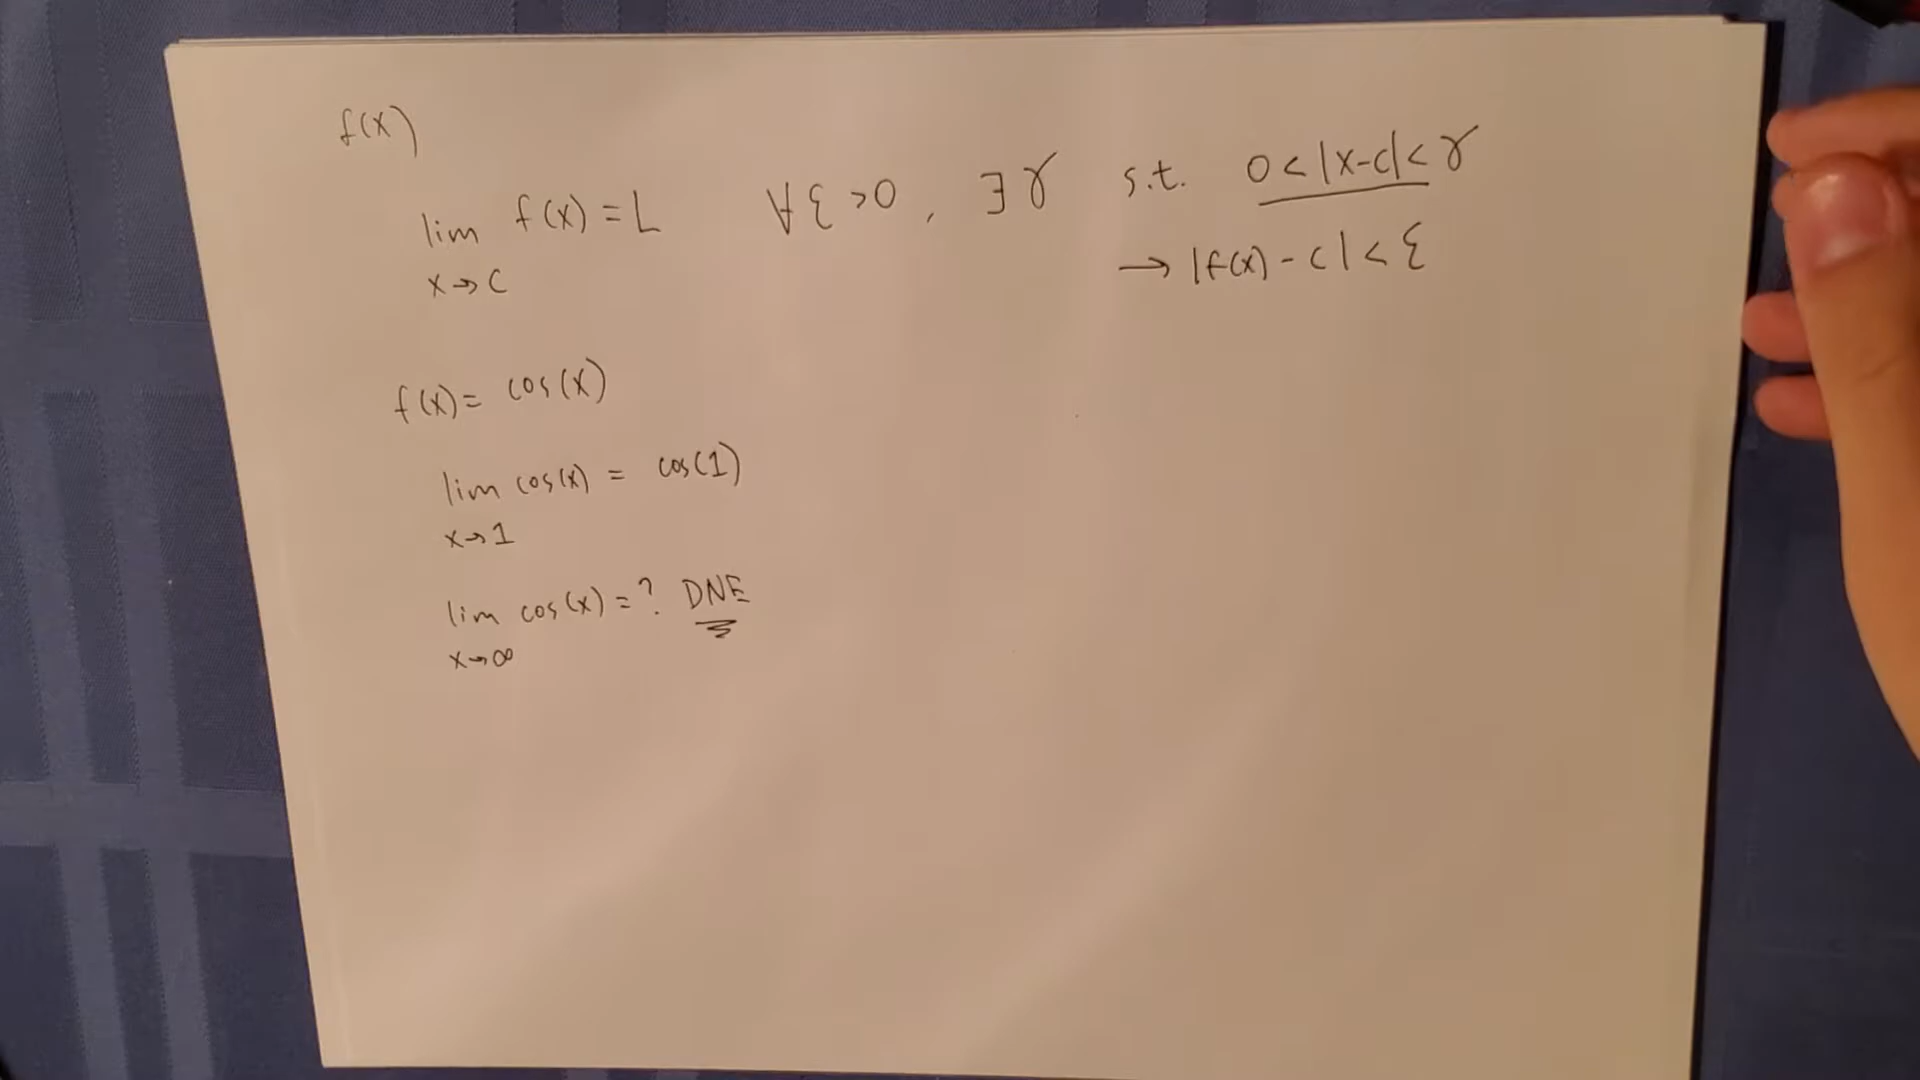 f(x)
lim f(x) = L ∀ ε > 0, ∃ γ s.t. 0 < |x-c| < γ
x → c → |f(x) - c| < ε
f(x) = cos(x)
lim cos(x) = cos(1)
x → 1
lim cos(x) = ? DNE
x → ∞